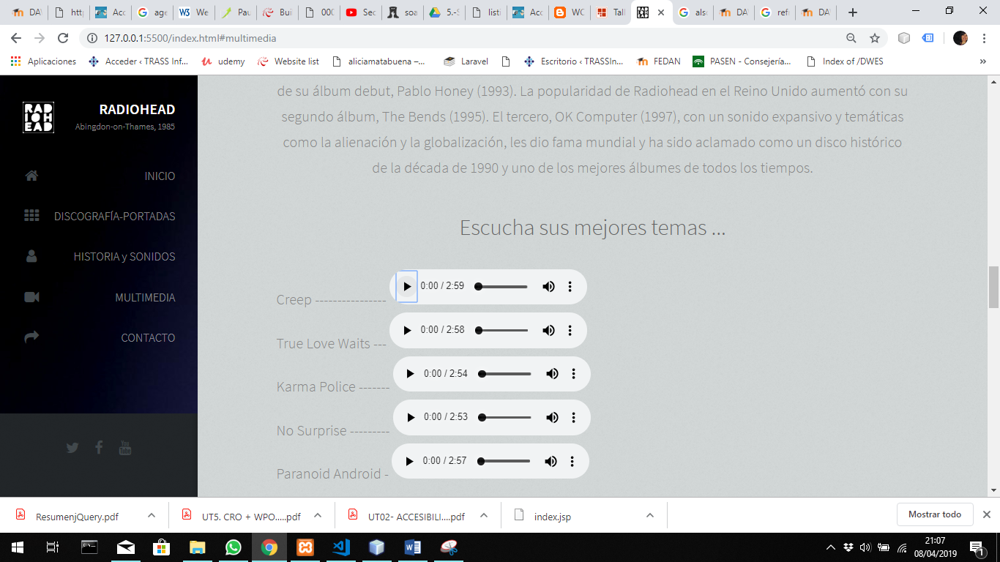 DA
http
Acc
age
We
Pau
Bui
000
Sec
soa
5.-S
listi
Acc
WO
Tall
als
DA
ref
DA
127.0.0.1:5500/index.html#multimedia
Aplicaciones
Acceder ‹ TRASS Inf...
udemy
Website list
aliciamatabuena –...
Laravel
Escritorio ‹ TRASSIn...
FEDAN
PASEN - Consejería...
Index of /DWES
»
RAD
IOH
EAD
RADIOHEAD
Abingdon-on-Thames, 1985
INICIO
DISCOGRAFÍA-PORTADAS
HISTORIA y SONIDOS
MULTIMEDIA
CONTACTO
You
Tube
de su álbum debut, Pablo Honey (1993). La popularidad de Radiohead en el Reino Unido aumentó con su
segundo álbum, The Bends (1995). El tercero, OK Computer (1997), con un sonido expansivo y temáticas
como la alienación y la globalización, les dio fama mundial y ha sido aclamado como un disco histórico
de la década de 1990 y uno de los mejores álbumes de todos los tiempos.
Escucha sus mejores temas ...
Creep ---------------- 0:00 / 2:59
True Love Waits --- 0:00 / 2:58
Karma Police ------- 0:00 / 2:54
No Surprise --------- 0:00 / 2:53
Paranoid Android - 0:00 / 2:57
ResumenjQuery.pdf
UT5. CRO + WPO.....pdf
UT02- ACCESIBILI....pdf
index.jsp
Mostrar todo
21:07
08/04/2019
1